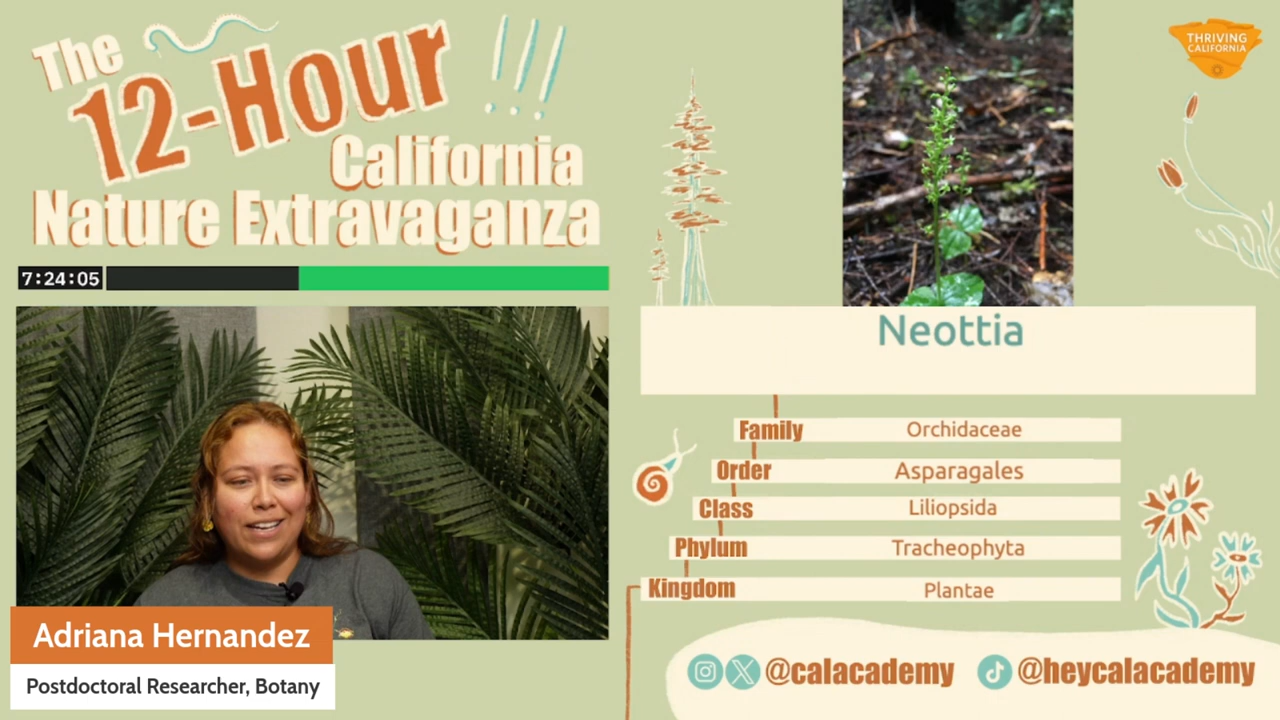 The
12-Hour !!!
California
Nature Extravaganza
7:24:05
Adriana Hernandez
Postdoctoral Researcher, Botany
THRIVING
CALIFORNIA
Neottia
Family Orchidaceae
Order Asparagales
Class Liliopsida
Phylum Tracheophyta
Kingdom Plantae
@calacademy @heycalacademy